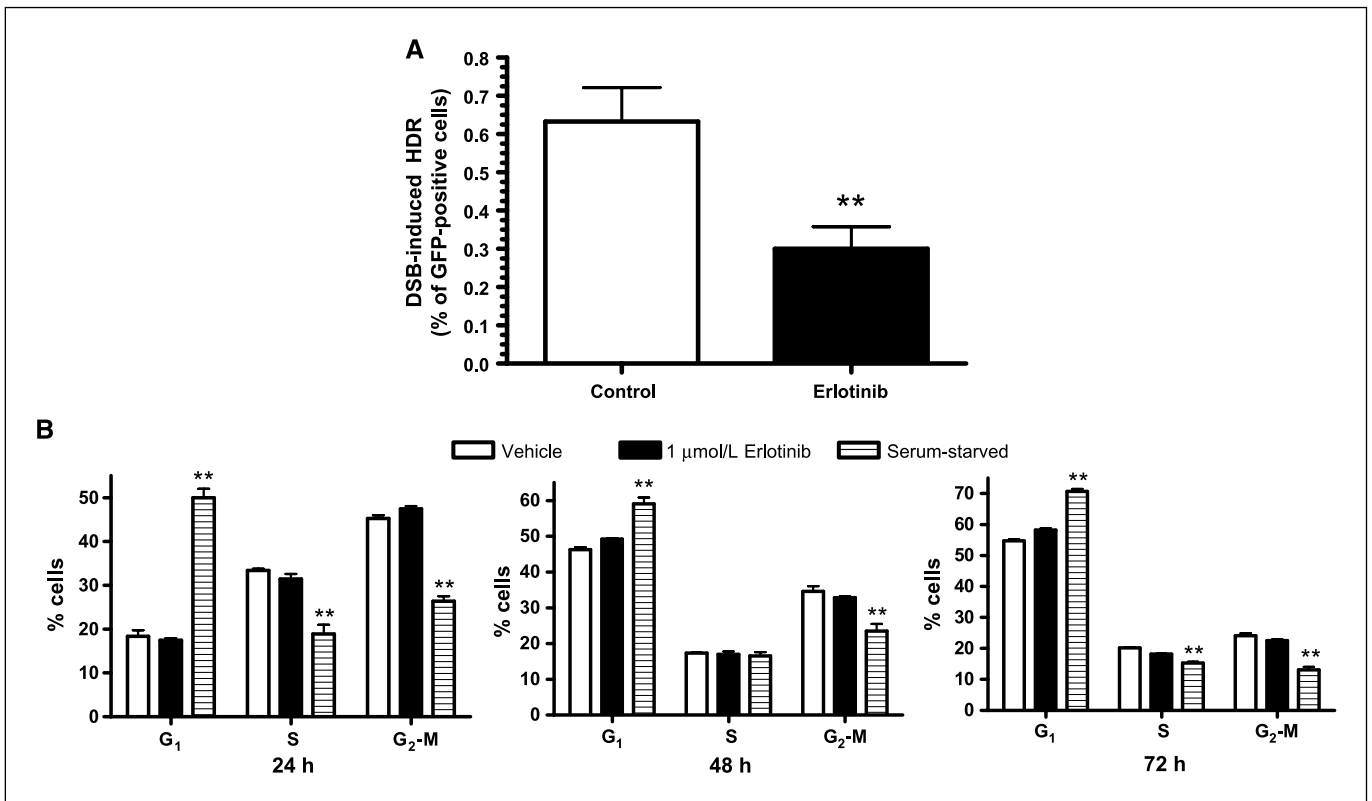 A
DSB-induced HDR
(% of GFP-positive cells)
0.8
0.7
0.6
0.5
0.4
0.3
0.2
0.1
0.0
**
Control Erlotinib
B
Vehicle 1 μmol/L Erlotinib Serum-starved
% cells
50
40
30
20
10
0
**
**
**
G₁ S G₂-M
24 h
% cells
60
50
40
30
20
10
0
**
**
G₁ S G₂-M
48 h
% cells
70
60
50
40
30
20
10
0
**
**
**
G₁ S G₂-M
72 h